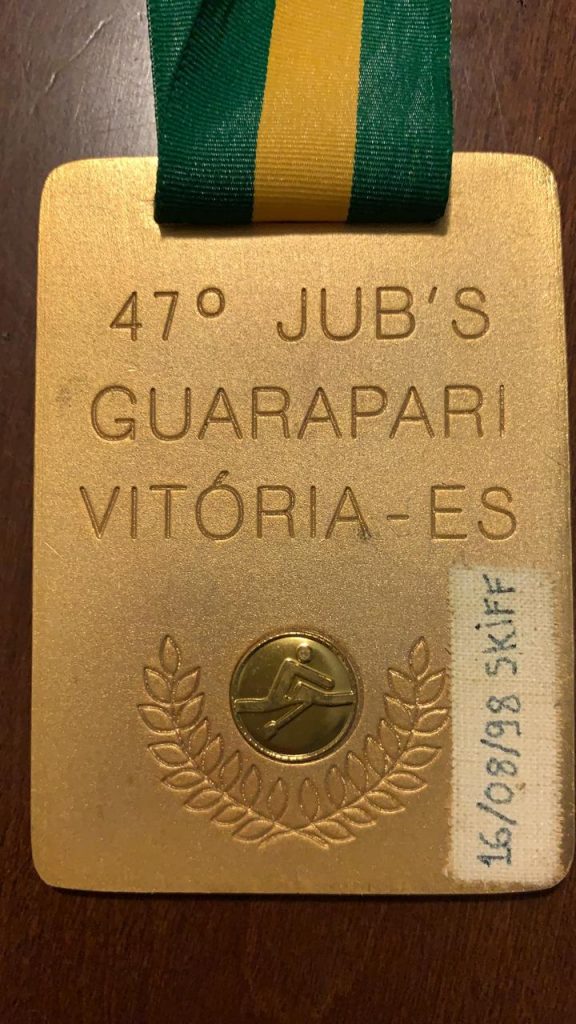 47º JUB'S
GUARAPARI
VITÓRIA-ES
16/08/98 SKiFF